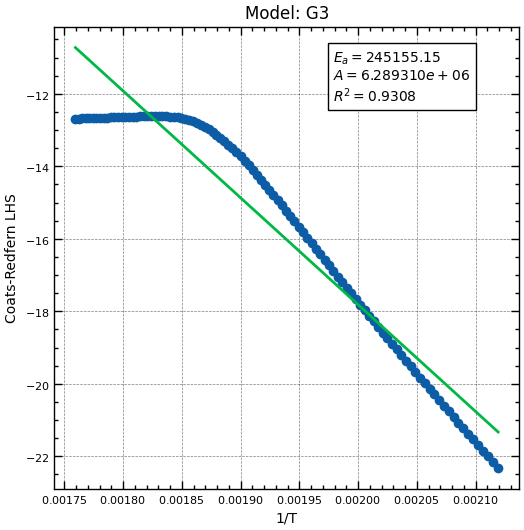 Model: G3
E_a = 245155.15
A = 6.289310e + 06
R^2 = 0.9308
Coats-Redfern LHS
−12
−14
−16
−18
−20
−22
0.00175 0.00180 0.00185 0.00190 0.00195 0.00200 0.00205 0.00210
1/T